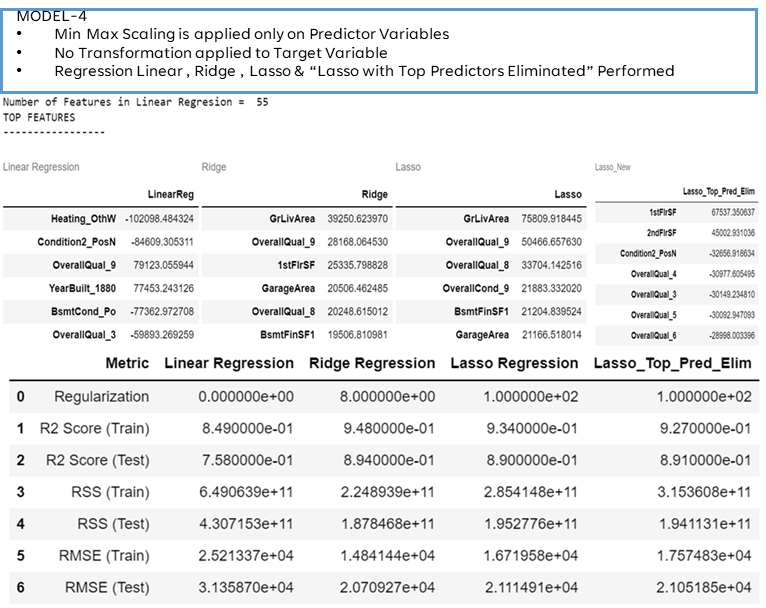 MODEL-4
• Min Max Scaling is applied only on Predictor Variables
• No Transformation applied to Target Variable
• Regression Linear , Ridge , Lasso & “Lasso with Top Predictors Eliminated” Performed
Number of Features in Linear Regresion = 55
TOP FEATURES
-----------------
Linear Regression Ridge Lasso Lasso_New
LinearReg
Heating_OthW -102098.484324
Condition2_PosN -84609.305311
OverallQual_9 79123.055944
YearBuilt_1880 77453.243126
BsmtCond_Po -77362.972708
OverallQual_3 -59893.269259
Ridge
GrLivArea 39250.623970
OverallQual_9 28168.064530
1stFlrSF 25335.798828
GarageArea 20506.462485
OverallQual_8 20248.615012
BsmtFinSF1 19506.810981
Lasso
GrLivArea 75809.918445
OverallQual_9 50466.657630
OverallQual_8 33704.142516
OverallCond_9 21883.332020
BsmtFinSF1 21204.839524
GarageArea 21166.518014
Lasso_Top_Pred_Elim
1stFlrSF 67537.350637
2ndFlrSF 45002.931036
Condition2_PosN -32656.918634
OverallQual_4 -30977.605495
OverallQual_3 -30149.234810
OverallQual_5 -30092.947093
OverallQual_6 -28998.003396
Metric Linear Regression Ridge Regression Lasso Regression Lasso_Top_Pred_Elim
0 Regularization 0.000000e+00 8.000000e+00 1.000000e+02 1.000000e+02
1 R2 Score (Train) 8.490000e-01 9.480000e-01 9.340000e-01 9.270000e-01
2 R2 Score (Test) 7.580000e-01 8.940000e-01 8.900000e-01 8.910000e-01
3 RSS (Train) 6.490639e+11 2.248939e+11 2.854148e+11 3.153608e+11
4 RSS (Test) 4.307153e+11 1.878468e+11 1.952776e+11 1.941131e+11
5 RMSE (Train) 2.521337e+04 1.484144e+04 1.671958e+04 1.757483e+04
6 RMSE (Test) 3.135870e+04 2.070927e+04 2.111491e+04 2.105185e+04